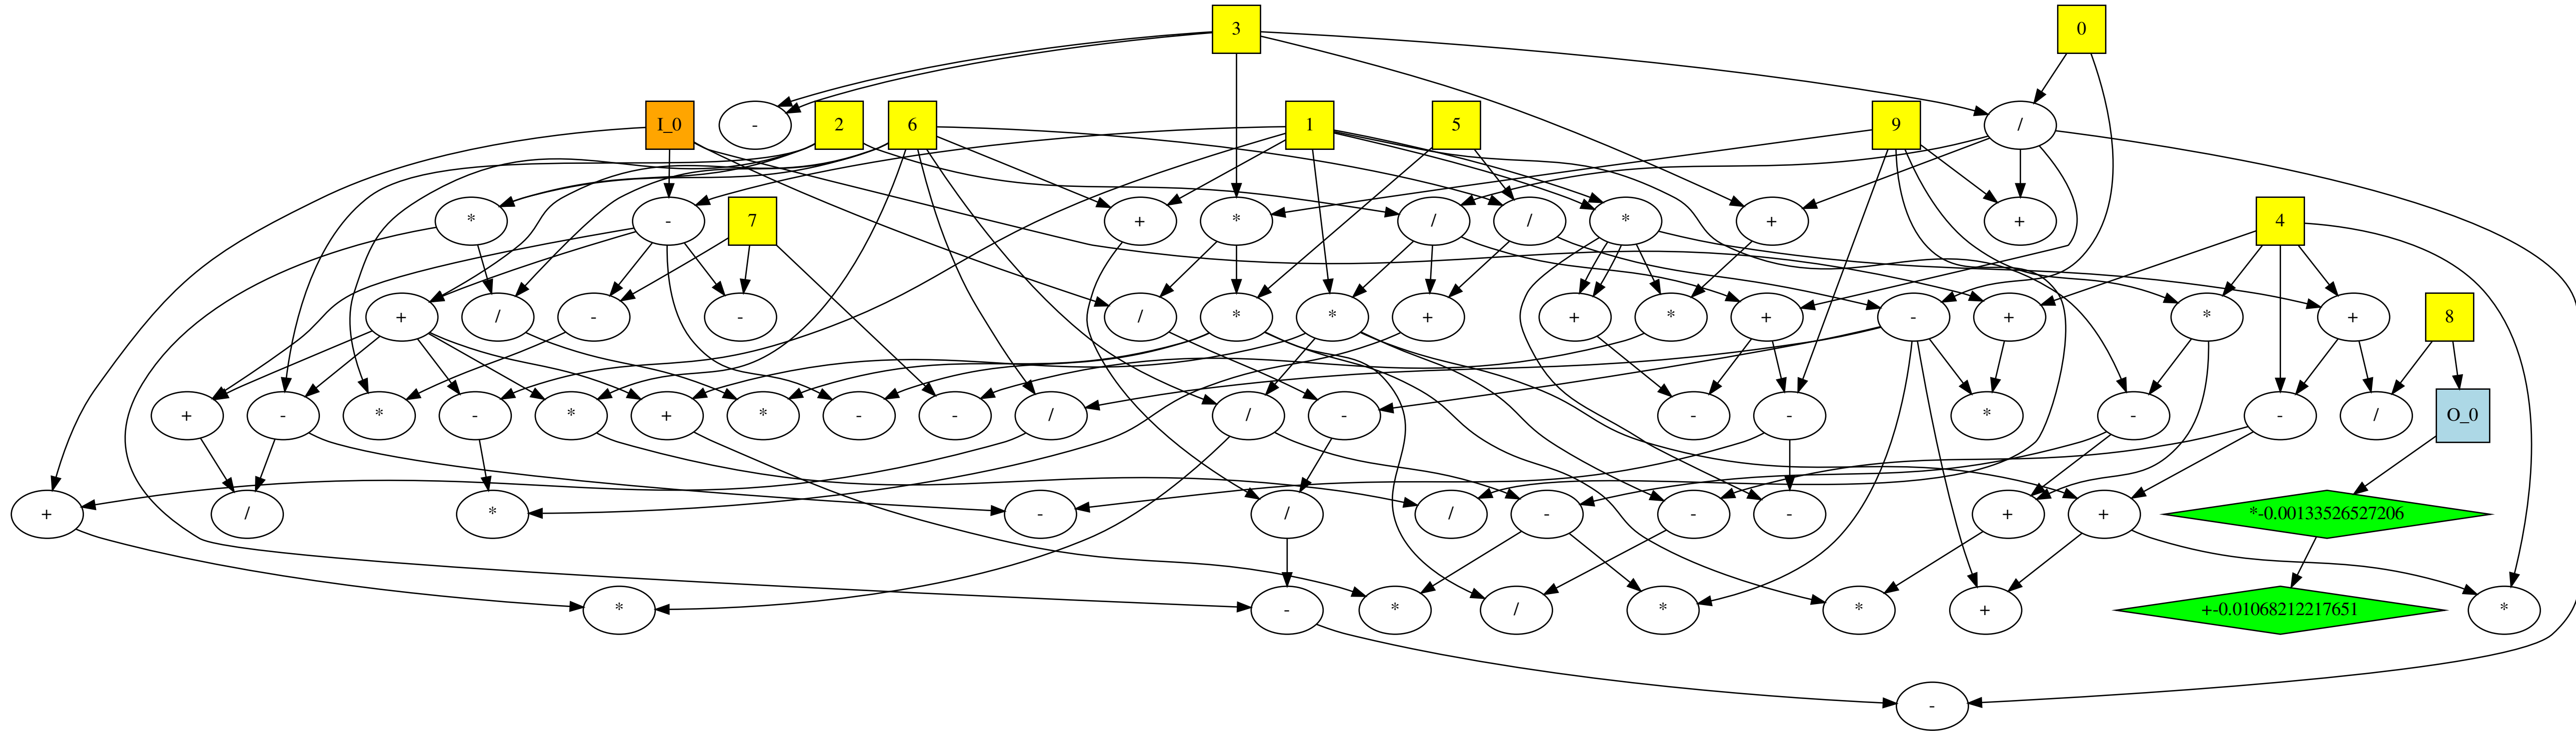 3 0
I_0 - 2 6 1 5 9 /
* - 7 + * / / * + + 4
+ / - - / * * + + * + - + * + 8
+ - * - * + * - - / / - - - * - - / O_0
+ / * - / / - - - + + *-0.00133526527206
* - * / * * + +-0.01068212217651 *
-